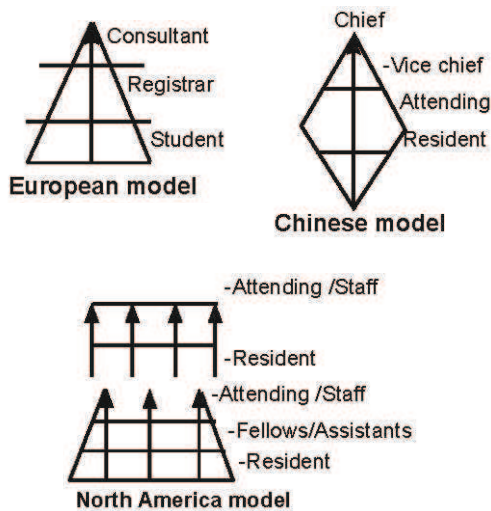 Consultant
Registrar
Student
European model
Chief
-Vice chief
Attending
Resident
Chinese model
-Attending /Staff
-Resident
-Attending /Staff
-Fellows/Assistants
-Resident
North America model